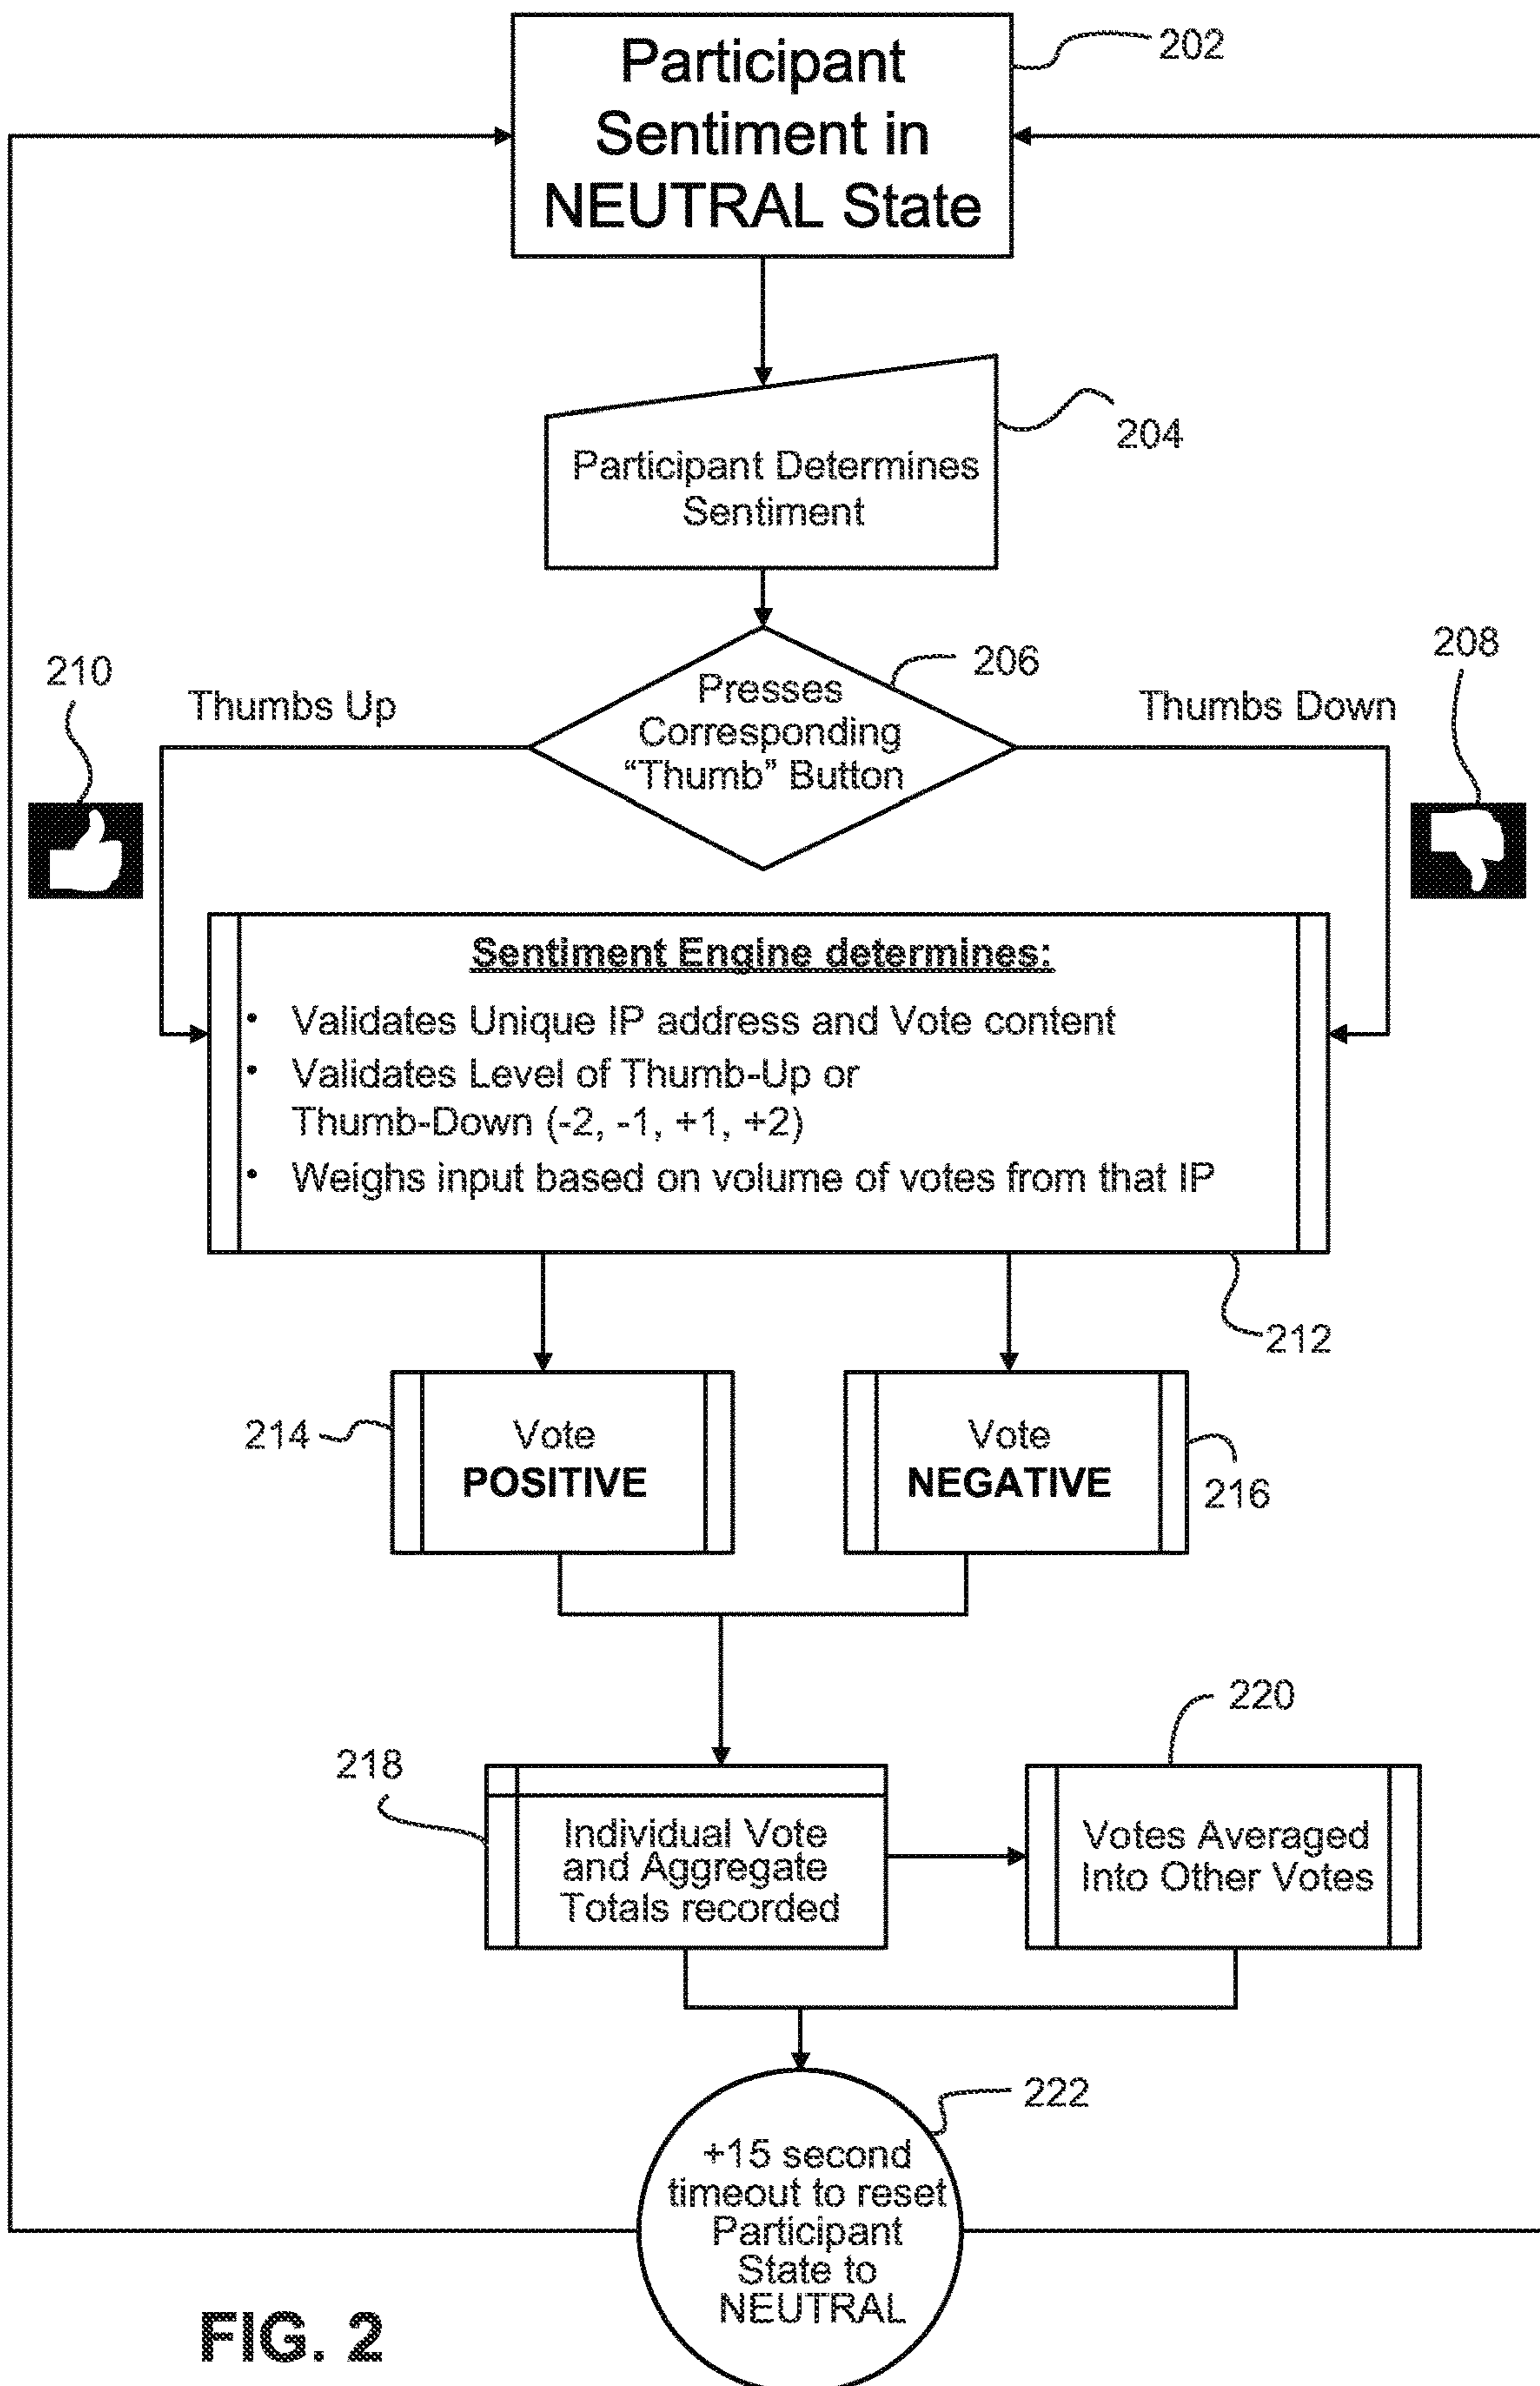 Participant
Sentiment in
NEUTRAL State
202
Participant Determines
Sentiment
204
Presses
Corresponding
“Thumb” Button
206
208
210
Thumbs Up
Thumbs Down
Sentiment Engine determines:
• Validates Unique IP address and Vote content
• Validates Level of Thumb-Up or
Thumb-Down (-2, -1, +1, +2)
• Weighs input based on volume of votes from that IP
212
214
Vote
POSITIVE
Vote
NEGATIVE
216
218
Individual Vote
and Aggregate
Totals recorded
220
Votes Averaged
Into Other Votes
222
+15 second
timeout to reset
Participant
State to
NEUTRAL
FIG. 2